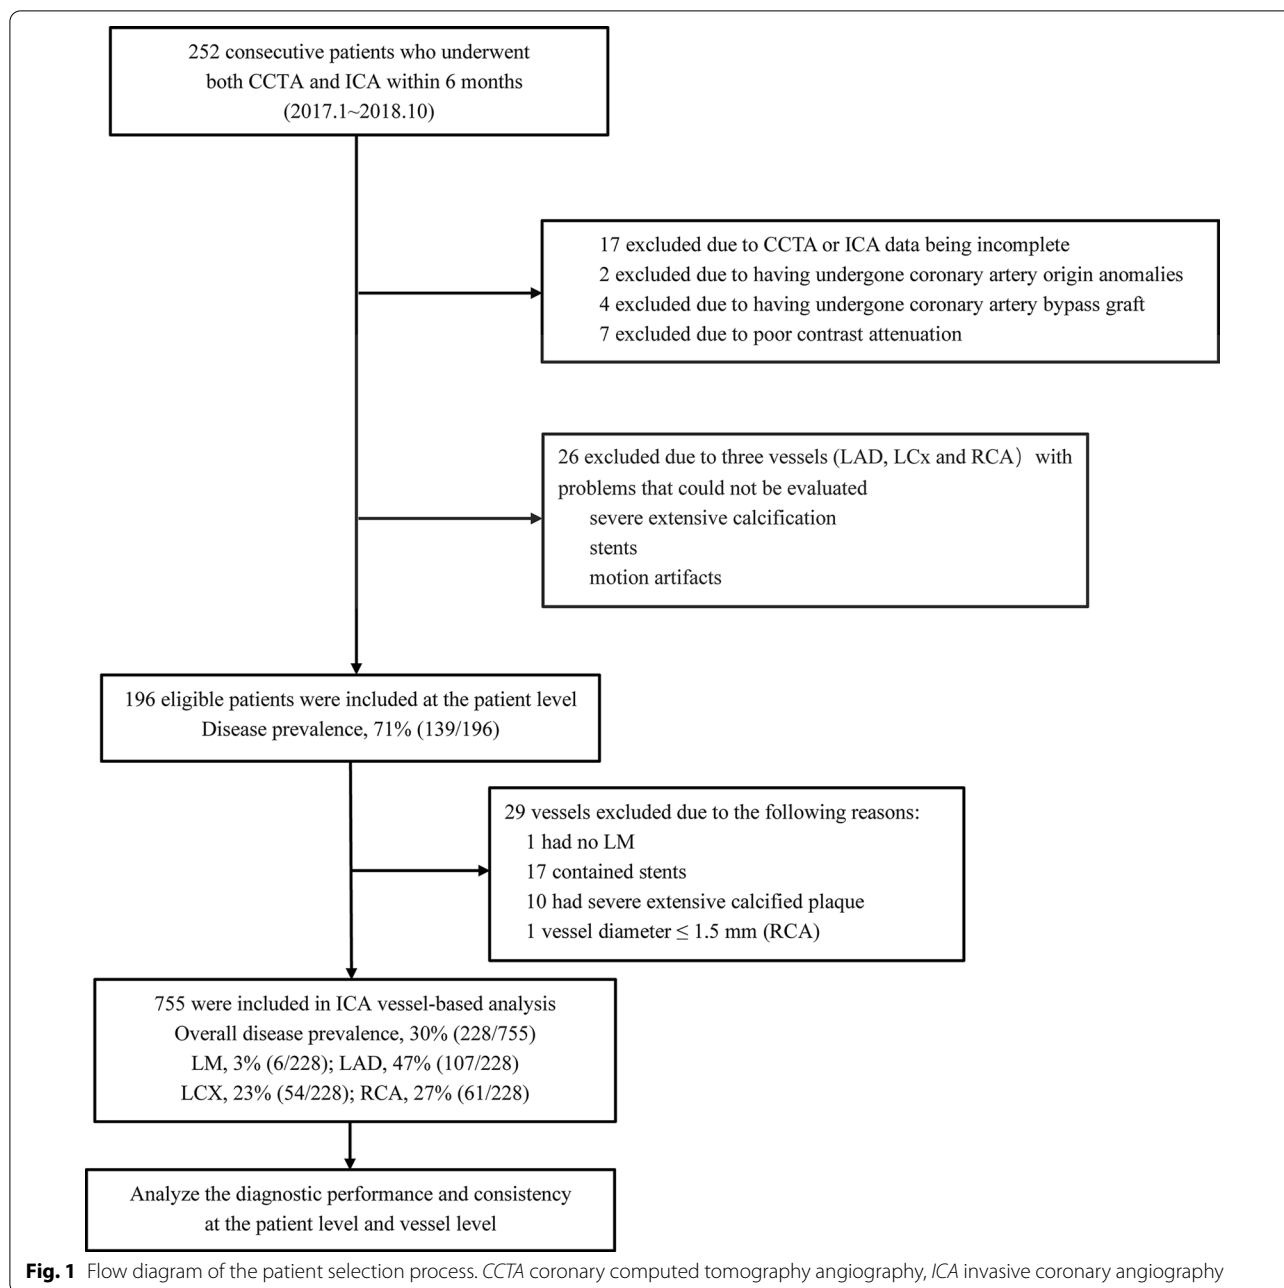 252 consecutive patients who underwent
both CCTA and ICA within 6 months
(2017.1~2018.10)
17 excluded due to CCTA or ICA data being incomplete
2 excluded due to having undergone coronary artery origin anomalies
4 excluded due to having undergone coronary artery bypass graft
7 excluded due to poor contrast attenuation
26 excluded due to three vessels (LAD, LCx and RCA） with
problems that could not be evaluated
severe extensive calcification
stents
motion artifacts
196 eligible patients were included at the patient level
Disease prevalence, 71% (139/196)
29 vessels excluded due to the following reasons:
1 had no LM
17 contained stents
10 had severe extensive calcified plaque
1 vessel diameter ≤ 1.5 mm (RCA)
755 were included in ICA vessel-based analysis
Overall disease prevalence, 30% (228/755)
LM, 3% (6/228); LAD, 47% (107/228)
LCX, 23% (54/228); RCA, 27% (61/228)
Analyze the diagnostic performance and consistency
at the patient level and vessel level
Fig. 1 Flow diagram of the patient selection process. CCTA coronary computed tomography angiography, ICA invasive coronary angiography